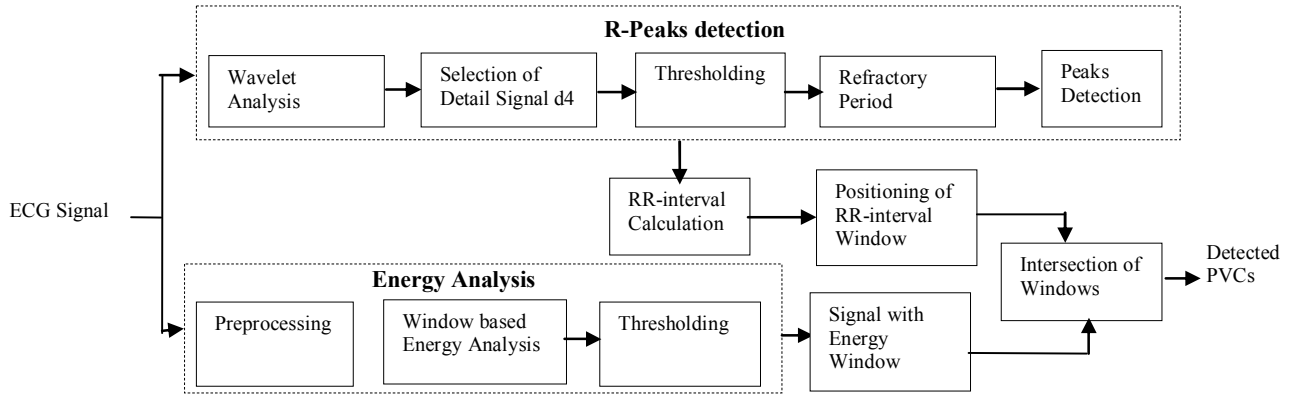 R-Peaks detection
Wavelet
Analysis
Selection of
Detail Signal d4
Thresholding
Refractory
Period
Peaks
Detection
ECG Signal
RR-interval
Calculation
Positioning of
RR-interval
Window
Intersection of
Windows
Detected
PVCs
Energy Analysis
Preprocessing
Window based
Energy Analysis
Thresholding
Signal with
Energy
Window